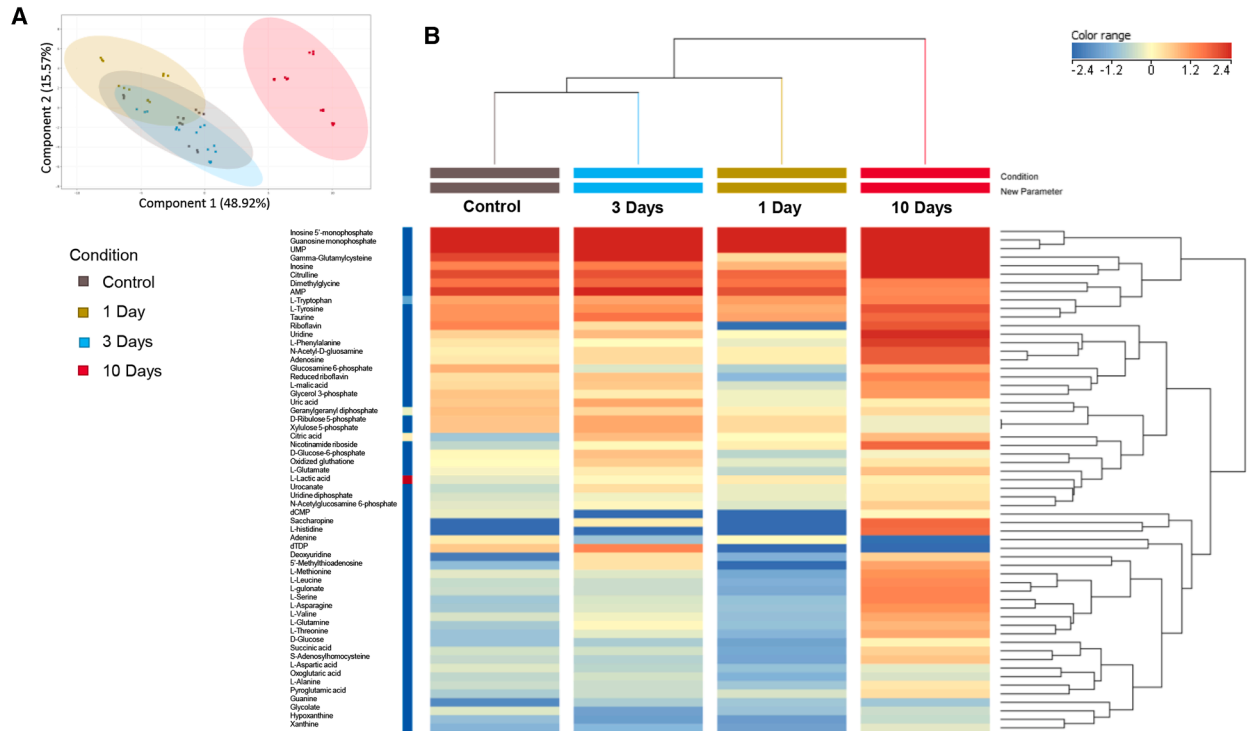 A
B
Component 2 (15.57%)
Component 1 (48.92%)
Color range
-2.4 -1.2 0 1.2 2.4
Condition
New Parameter
Control 3 Days 1 Day 10 Days
Condition
Control
1 Day
3 Days
10 Days
Inosine 5'-monophosphate
Guanosine monophosphate
UMP
Gamma-Glutamylcysteine
Inosine
Citrulline
Dimethylglycine
AMP
L-Tryptophan
L-Tyrosine
Taurine
Riboflavin
Uridine
L-Phenylalanine
N-Acetyl-D-gluosamine
Adenosine
Glucosamine 6-phosphate
Reduced riboflavin
L-malic acid
Glycerol 3-phosphate
Uric acid
Geranylgeranyl diphosphate
D-Ribulose 5-phosphate
Xylulose 5-phosphate
Citric acid
Nicotinamide riboside
D-Glucose-6-phosphate
Oxidized gluthatione
L-Glutamate
L-Lactic acid
Urocanate
Uridine diphosphate
N-Acetylglucosamine 6-phosphate
dCMP
Saccharopine
L-histidine
Adenine
dTDP
Deoxyuridine
5'-Methylthioadenosine
L-Methionine
L-Leucine
L-gulonate
L-Serine
L-Asparagine
L-Valine
L-Glutamine
L-Threonine
D-Glucose
Succinic acid
S-Adenosylhomocysteine
L-Aspartic acid
Oxoglutaric acid
L-Alanine
Pyroglutamic acid
Guanine
Glycolate
Hypoxanthine
Xanthine